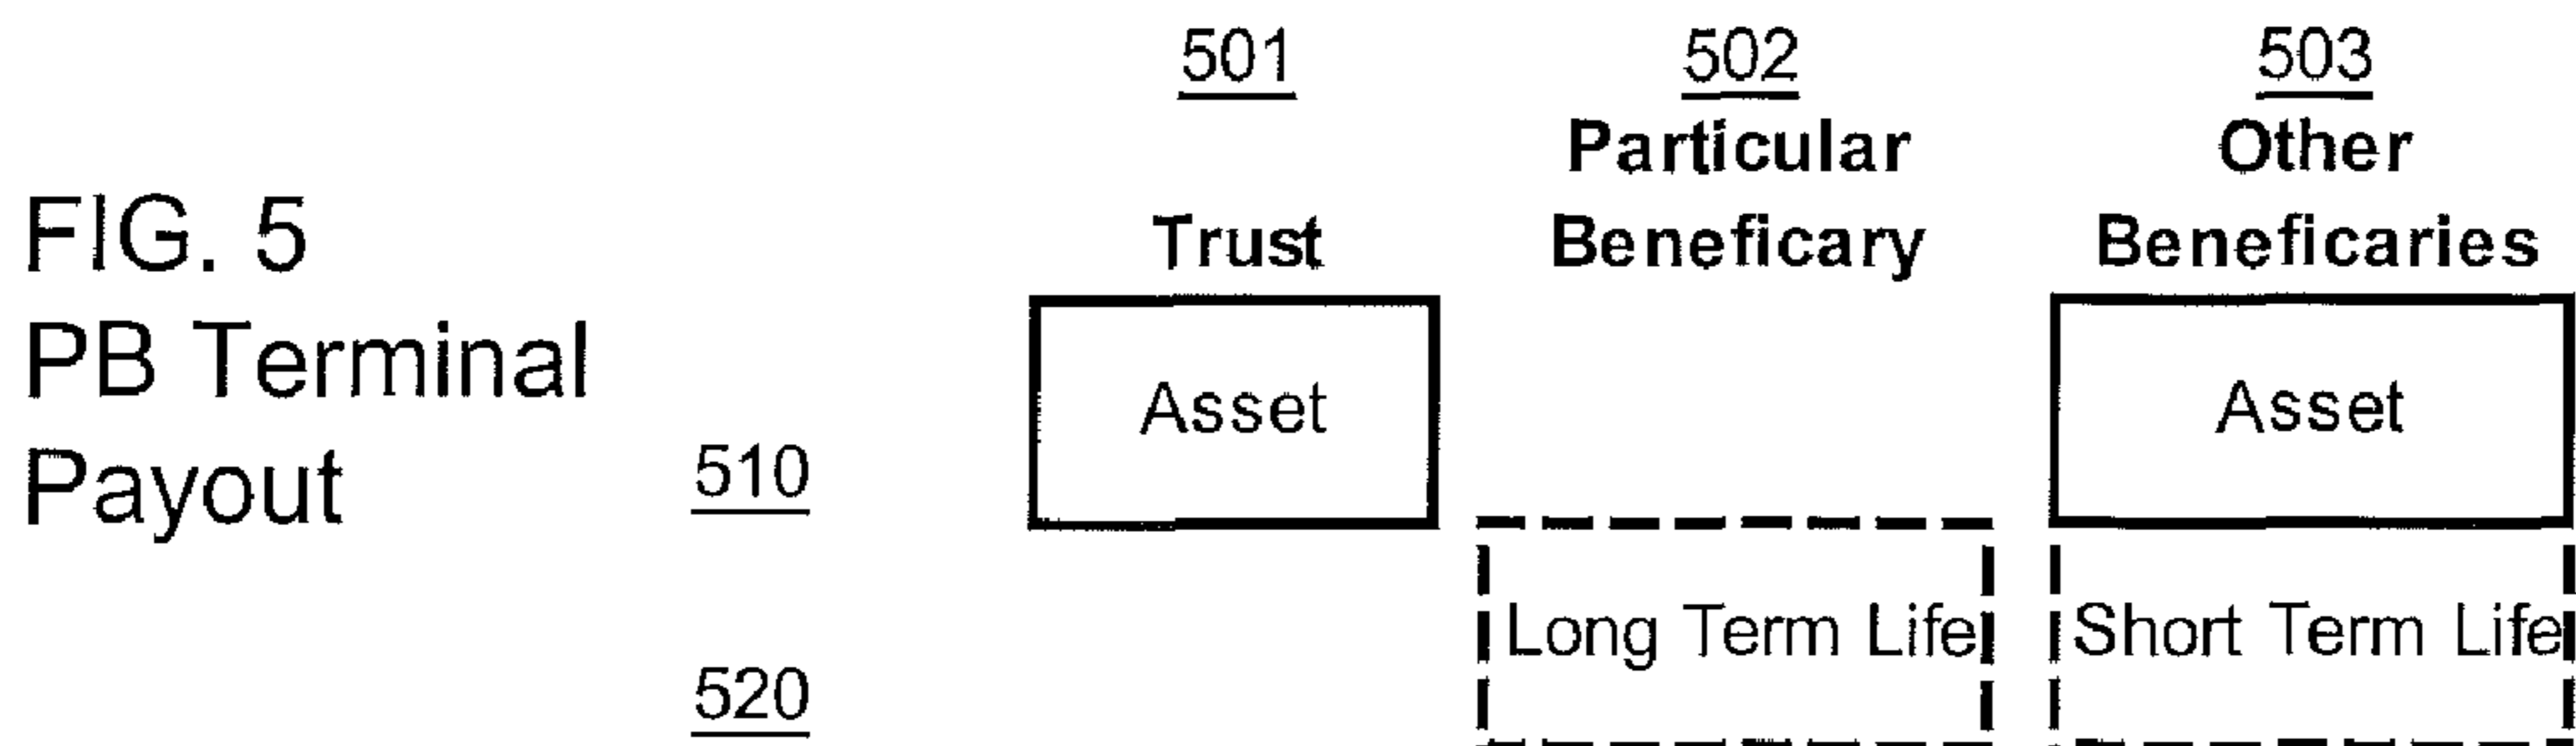 501 502 503
Particular Other
FIG. 5 Trust Beneficary Beneficaries
PB Terminal Asset Asset
Payout 510
Long Term Life Short Term Life
520